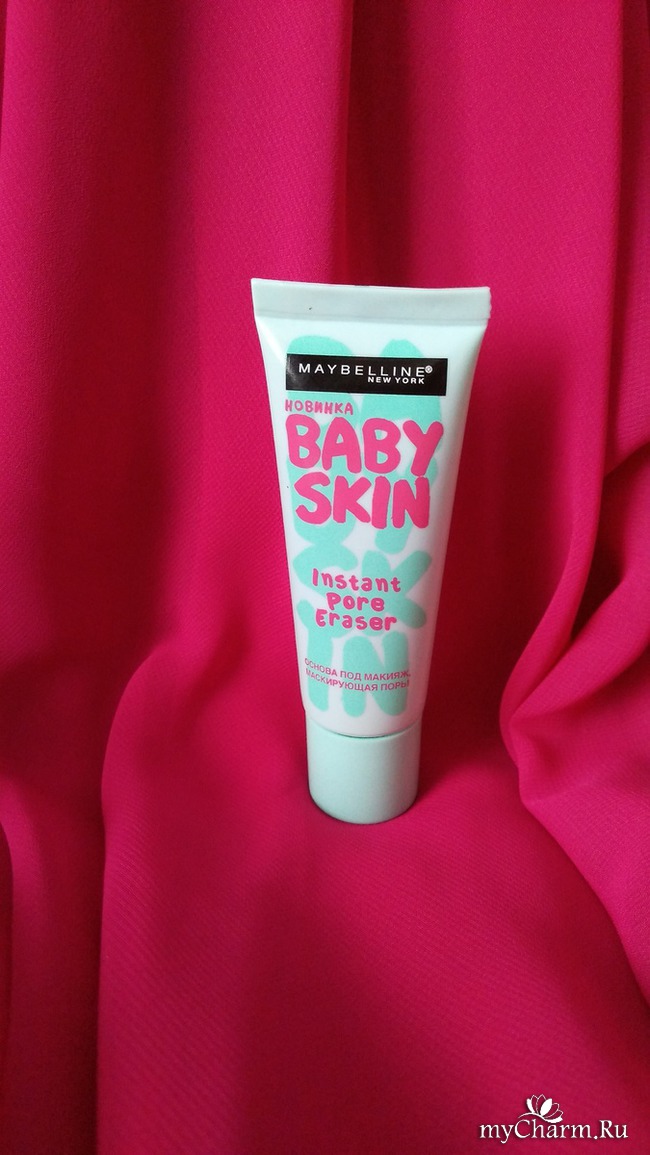 MAYBELLINE®
NEW YORK
НОВИНКА
BABY
SKIN
Instant
Pore
Eraser
ОСНОВА ПОД МАКИЯЖ,
МАСКИРУЮЩАЯ ПОРЫ
myCharm.Ru